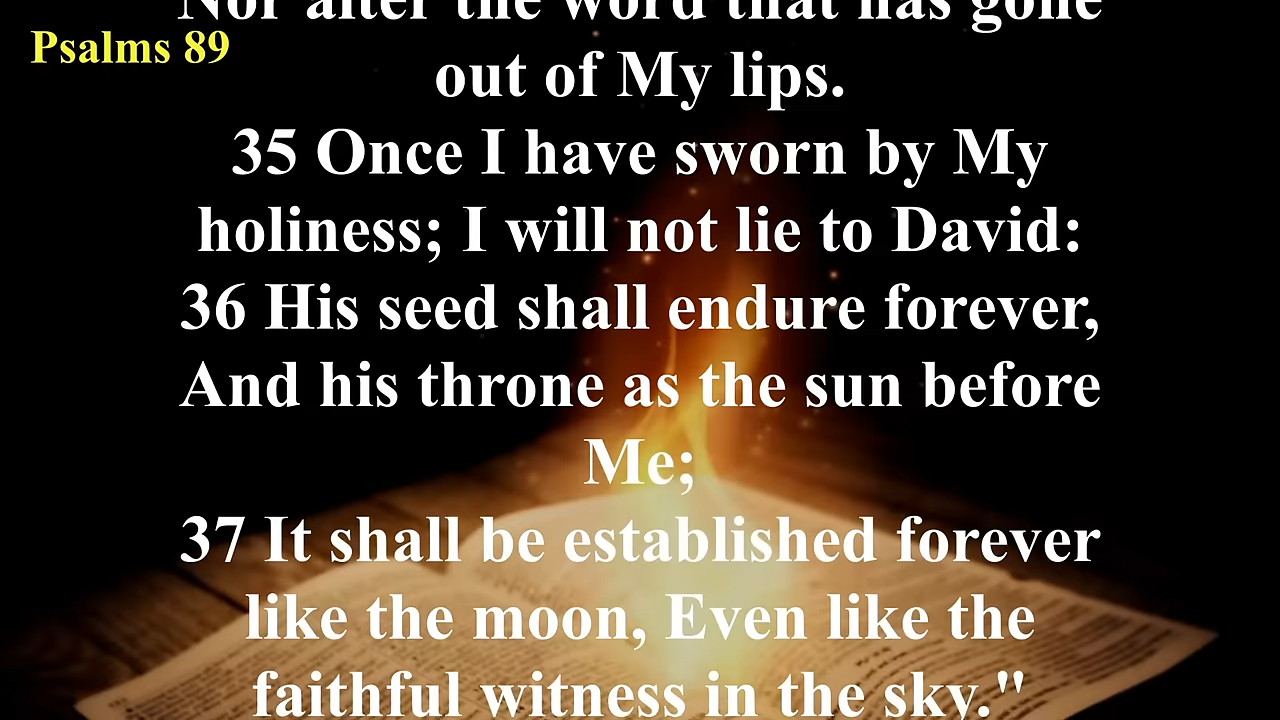 Nor alter the word that has gone
Psalms 89
out of My lips.
35 Once I have sworn by My
holiness; I will not lie to David:
36 His seed shall endure forever,
And his throne as the sun before
Me;
37 It shall be established forever
like the moon, Even like the
faithful witness in the sky."